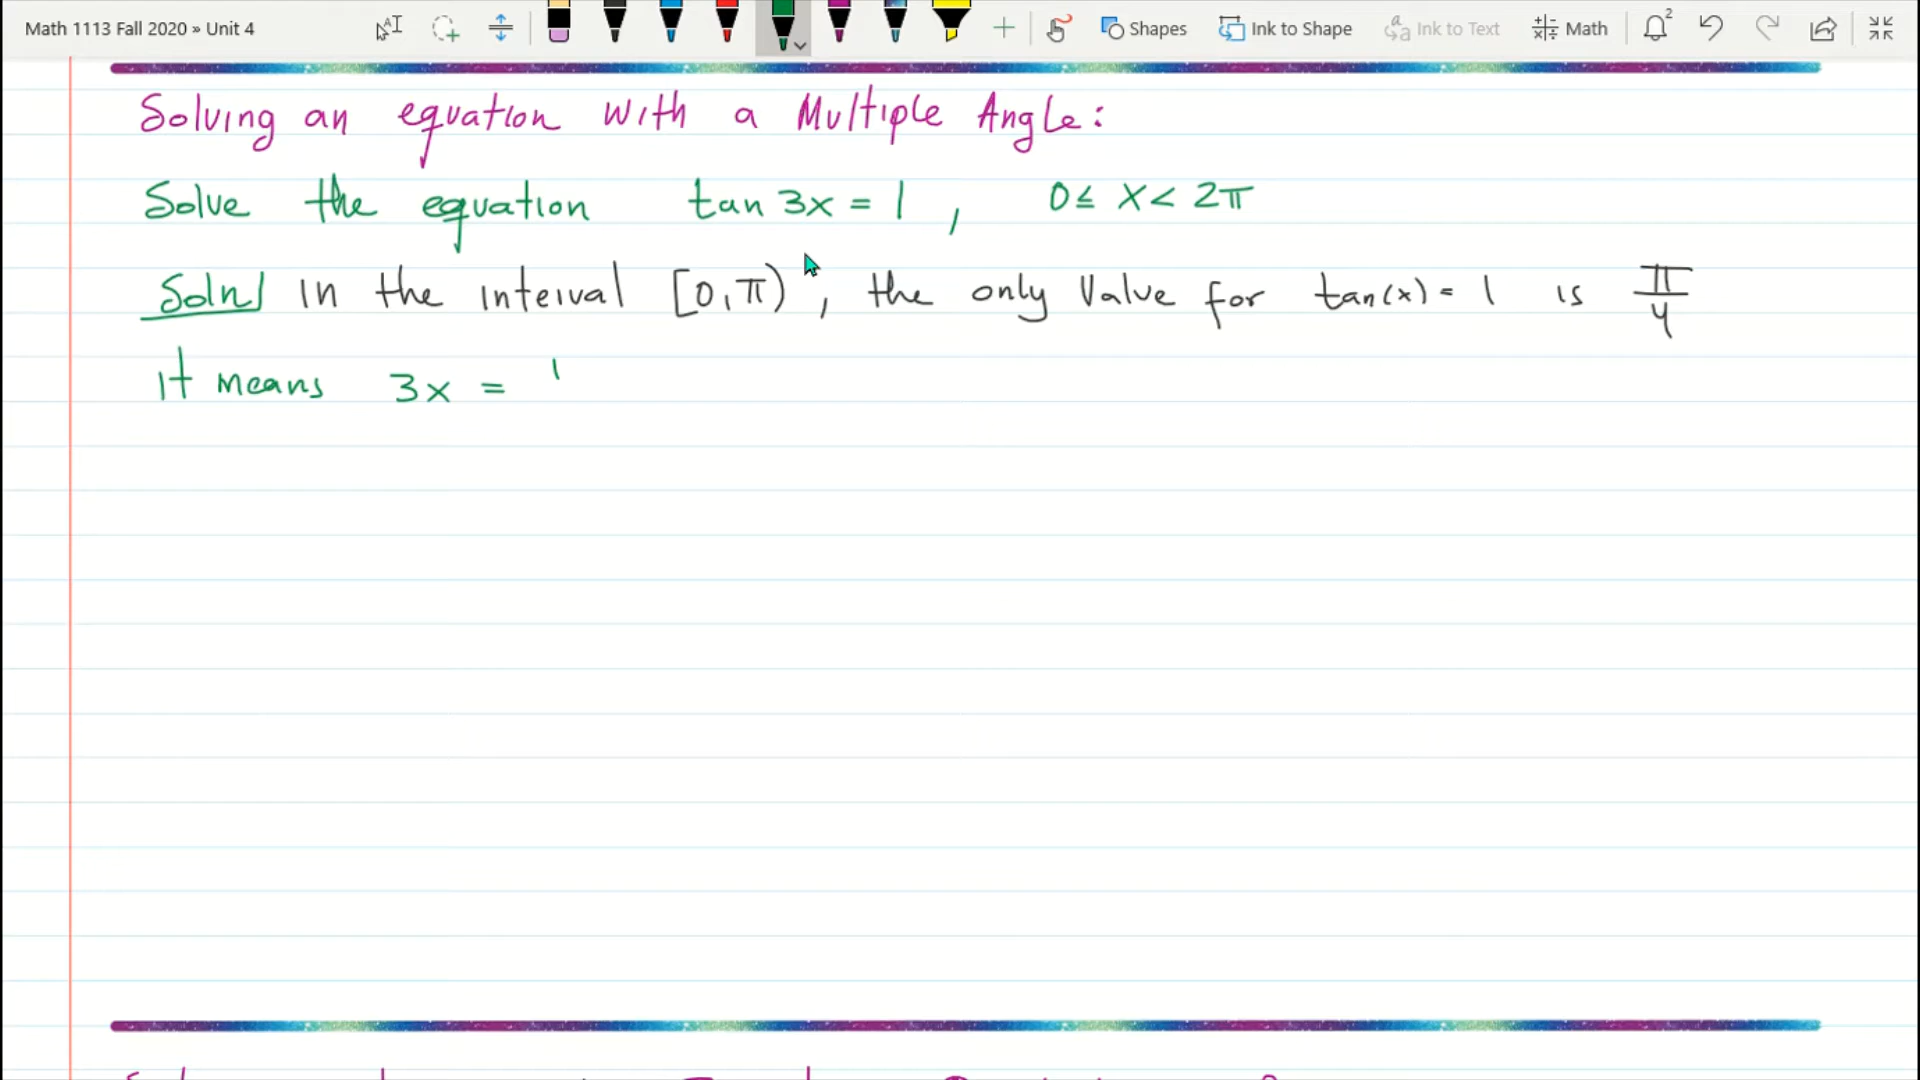 Math 1113 Fall 2020 » Unit 4
Shapes
Ink to Shape
Ink to Text
Math
2
Solving an equation with a Multiple Angle:
Solve the equation tan 3x = 1 , 0 ≤ x < 2π
Soln in the interval [0,π) , the only Value for tan(x) = 1 is π/4
it means 3x =